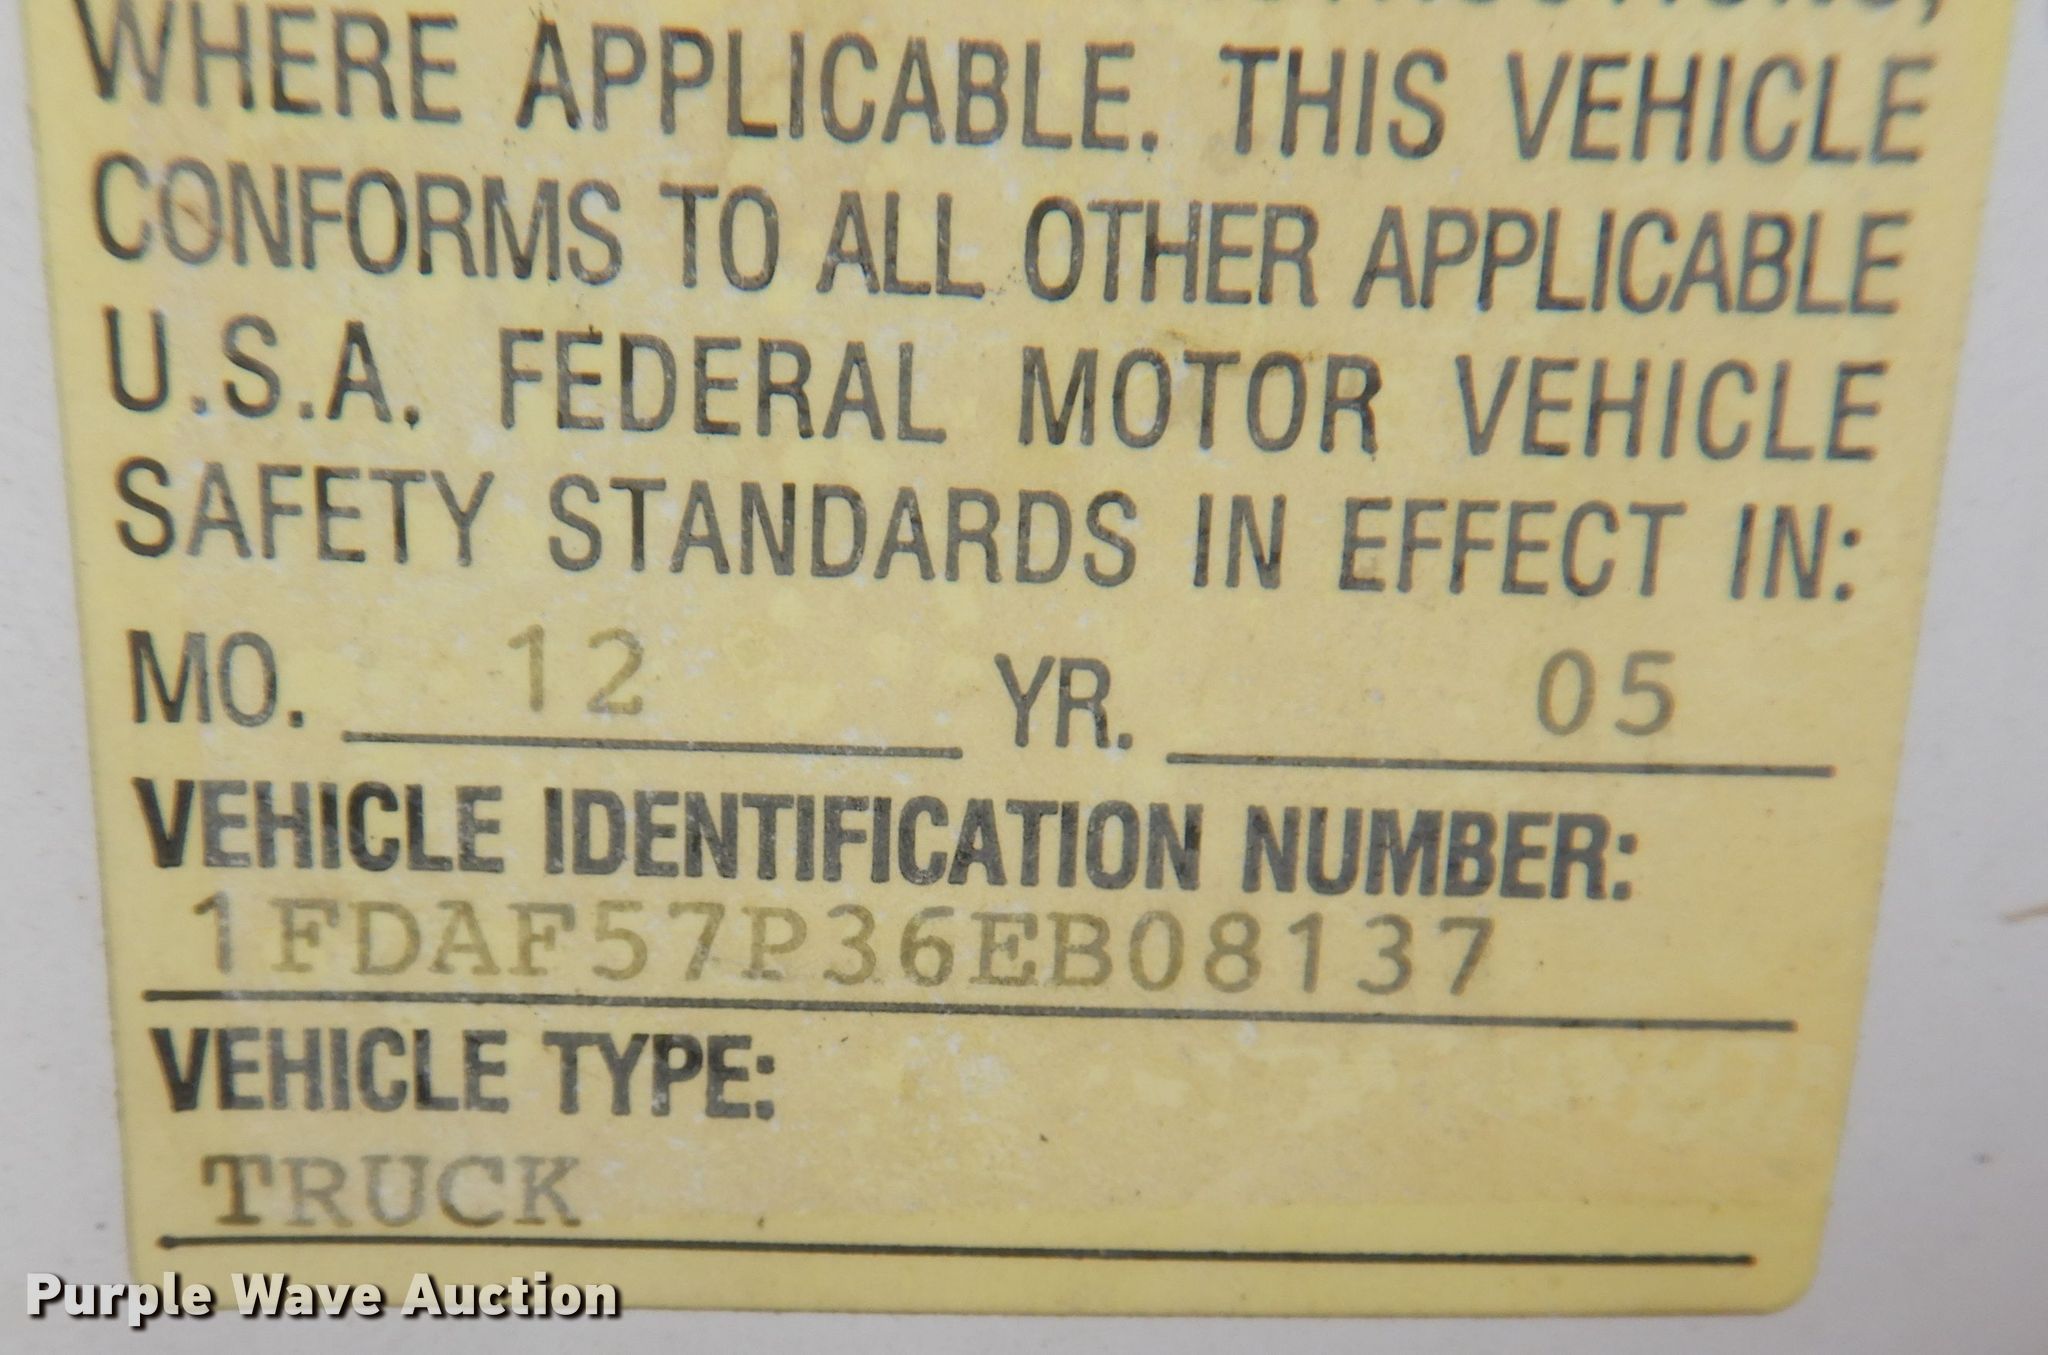 WHERE APPLICABLE. THIS VEHICLE
CONFORMS TO ALL OTHER APPLICABLE
U.S.A. FEDERAL MOTOR VEHICLE
SAFETY STANDARDS IN EFFECT IN:
MO. 12 YR. 05
VEHICLE IDENTIFICATION NUMBER:
1FDAF57P36EB08137
VEHICLE TYPE:
TRUCK
Purple Wave Auction